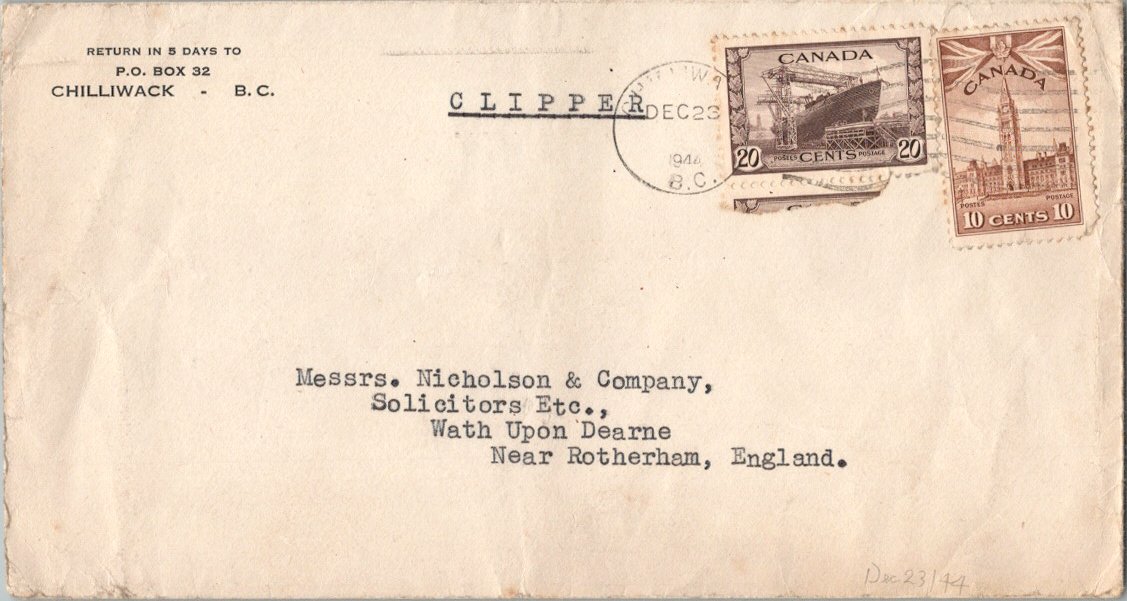 RETURN IN 5 DAYS TO
P.O. BOX 32
CHILLIWACK - B.C.
CLIPPER
CHILLIWACK
DEC 23
1944
B.C.
CANADA
20 POSTES CENTS POSTAGE 20
CANADA
POSTES POSTAGE
10 CENTS 10
Messrs. Nicholson & Company,
Solicitors Etc.,
Wath Upon Dearne
Near Rotherham, England.
Dec 23/44